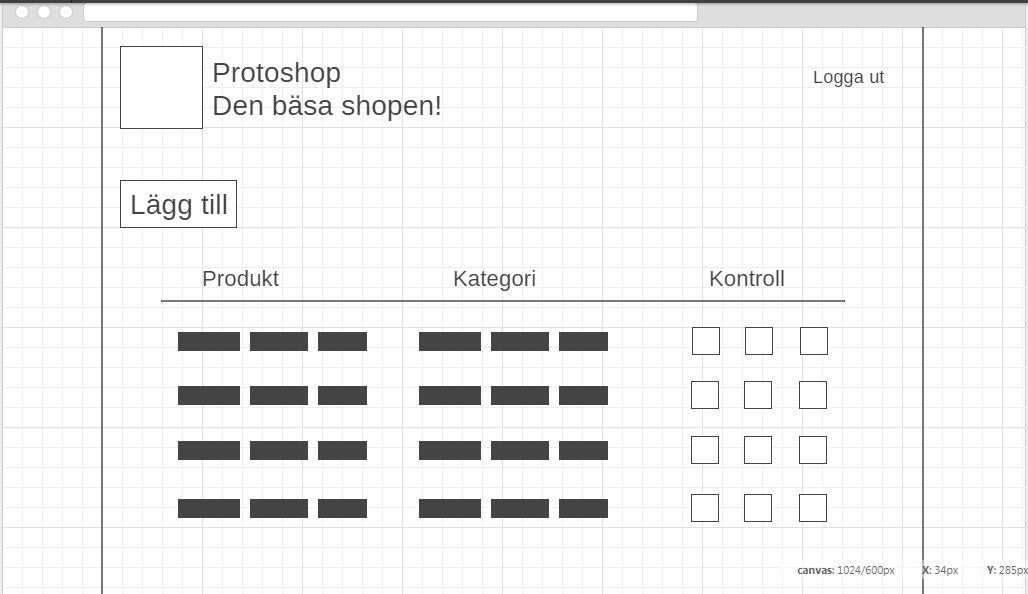 Protoshop
Den bäsa shopen!
Logga ut
Lägg till
Produkt Kategori Kontroll
canvas: 1024/600px X: 34px Y: 285px